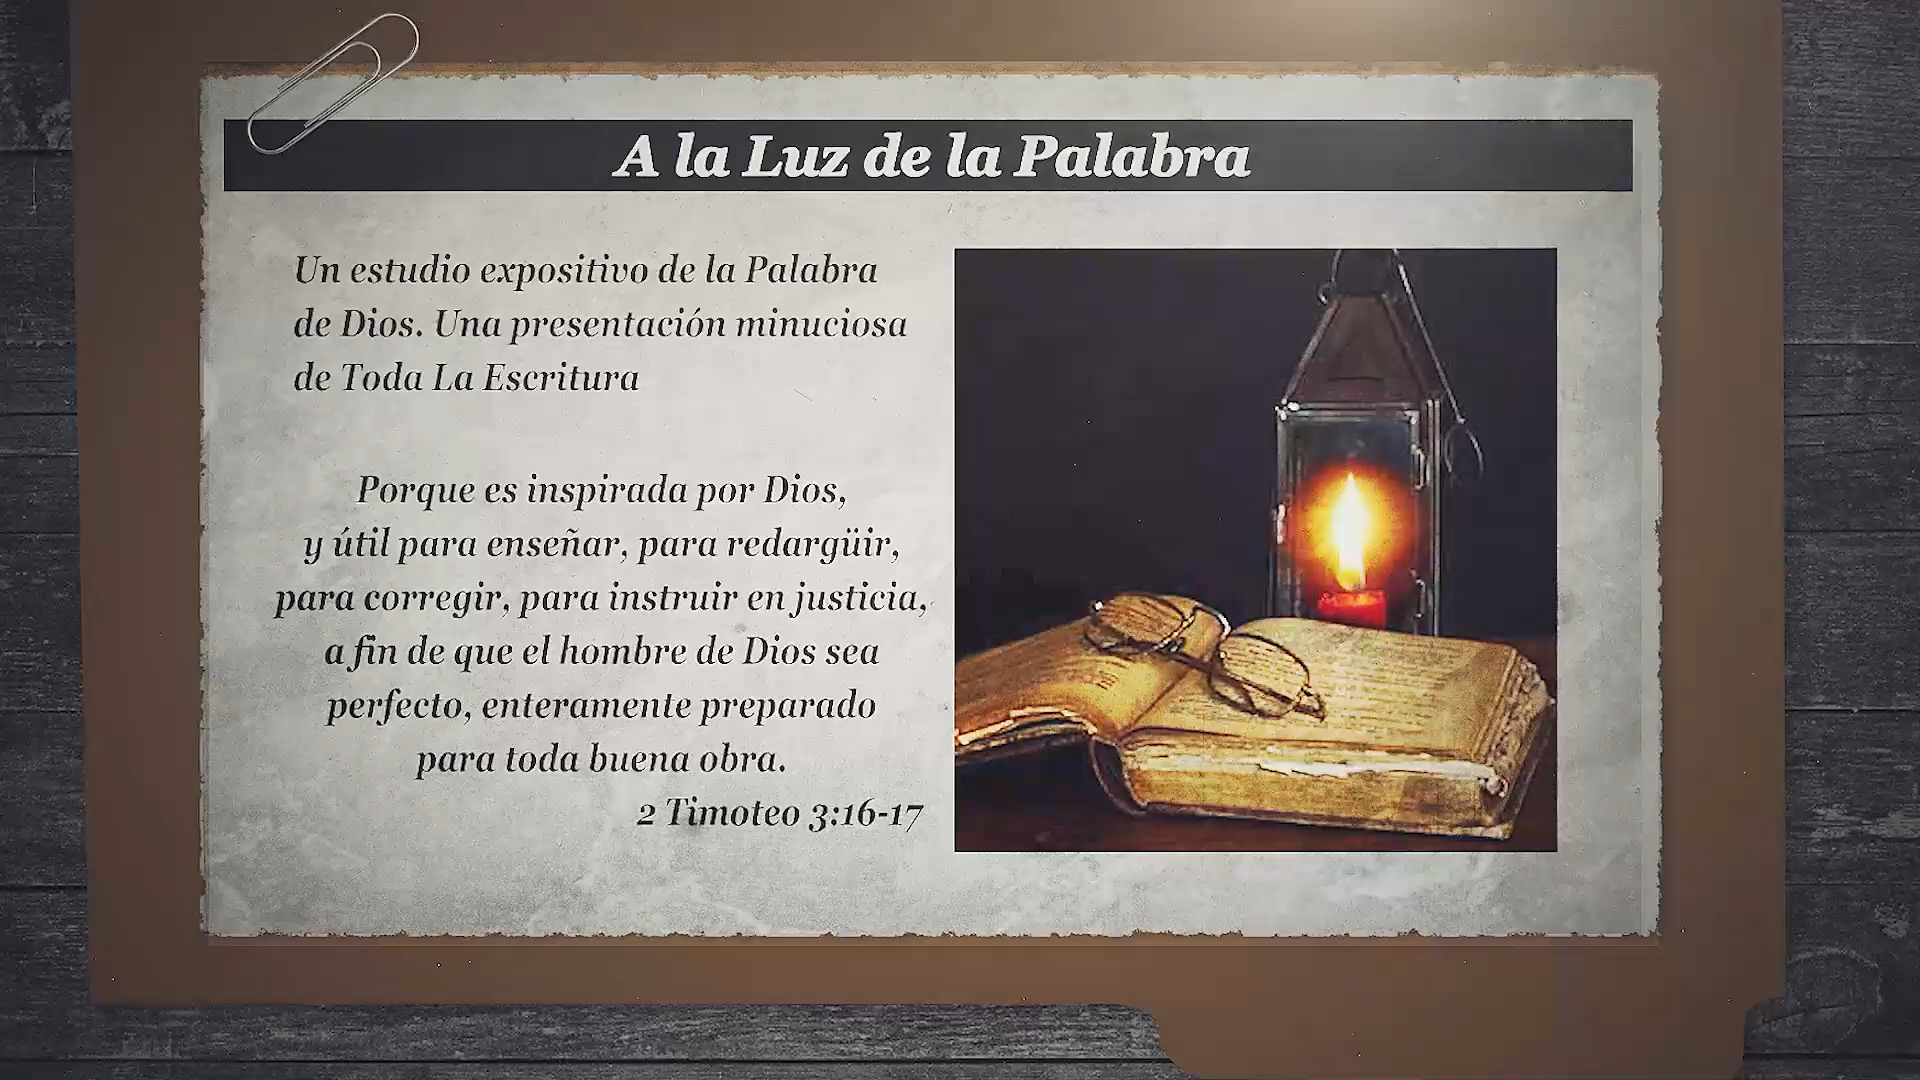 A la Luz de la Palabra
Un estudio expositivo de la Palabra
de Dios. Una presentación minuciosa
de Toda La Escritura
Porque es inspirada por Dios,
y útil para enseñar, para redargüir,
para corregir, para instruir en justicia,
a fin de que el hombre de Dios sea
perfecto, enteramente preparado
para toda buena obra.
2 Timoteo 3:16-17